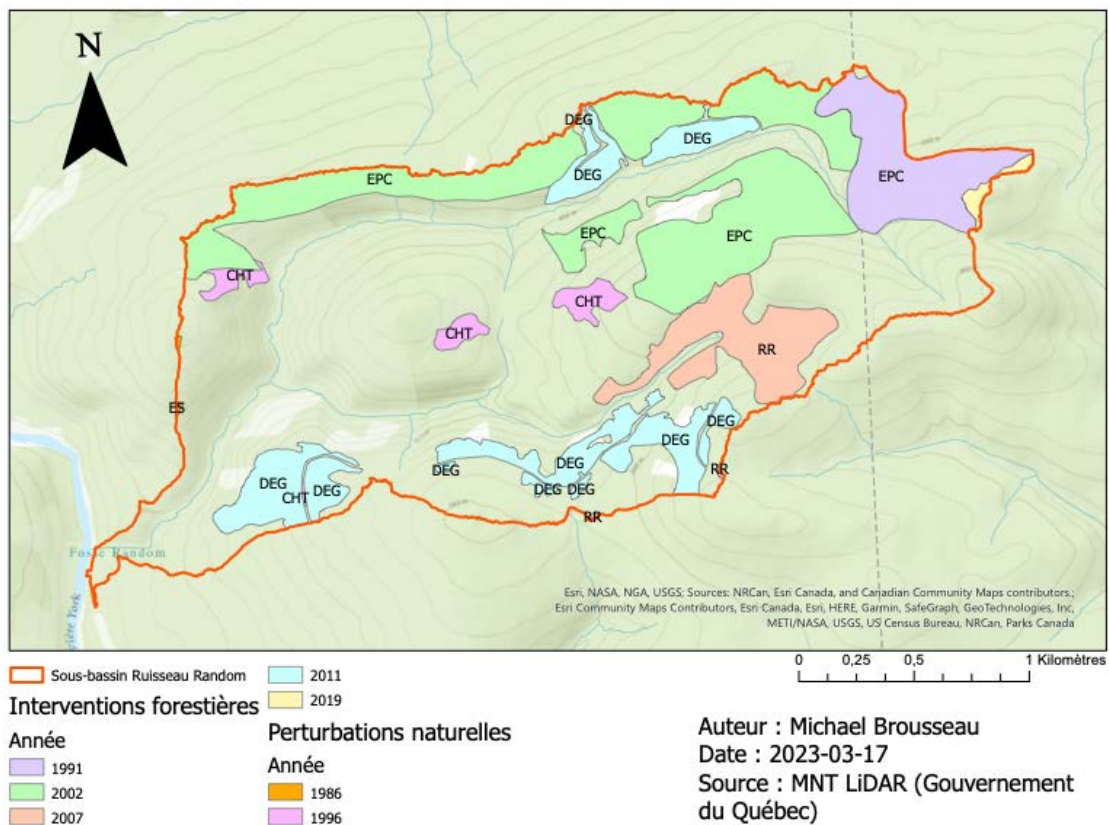 N
DEG
DEG
DEG
EPC
EPC
EPC
EPC
CHT
CHT
CHT
RR
ES
DEG
DEG
DEG
DEG
DEG
DEG
CHT
DEG
DEG
RR
RR
Fosse Random
ière York
Esri, NASA, NGA, USGS; Sources: NRCan, Esri Canada, and Canadian Community Maps contributors.;
Esri Community Maps Contributors, Esri Canada, Esri, HERE, Garmin, SafeGraph, GeoTechnologies, Inc,
METI/NASA, USGS, US Census Bureau, NRCan, Parks Canada
0 0,25 0,5 1 Kilomètres
Sous-bassin Ruisseau Random
Interventions forestières
Année
1991
2002
2007
2011
2019
Perturbations naturelles
Année
1986
1996
Auteur : Michael Brousseau
Date : 2023-03-17
Source : MNT LiDAR (Gouvernement
du Québec)